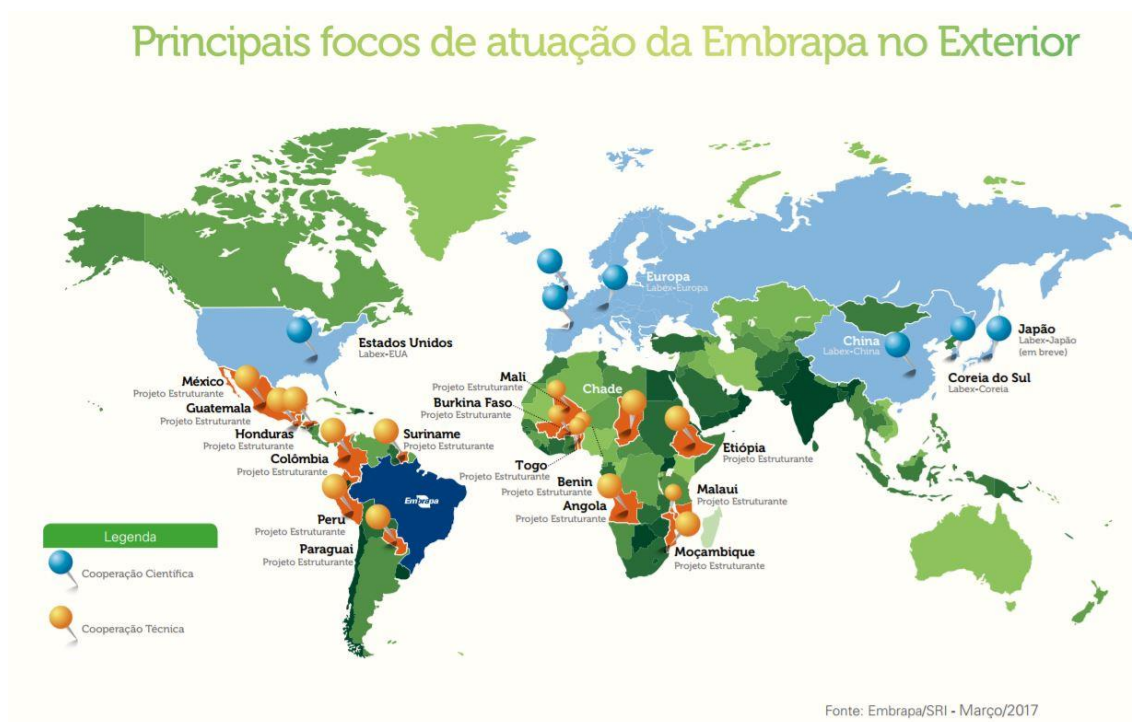 Principais focos de atuação da Embrapa no Exterior
Europa
Labex-Europa
Estados Unidos
Labex-EUA
China
Labex-China
Japão
Labex-Japão
(em breve)
Coreia do Sul
Labex-Coreia
México
Projeto Estruturante
Guatemala
Projeto Estruturante
Honduras
Projeto Estruturante
Colômbia
Projeto Estruturante
Suriname
Projeto Estruturante
Peru
Projeto Estruturante
Paraguai
Projeto Estruturante
Embrapa
Mali
Projeto Estruturante
Burkina Faso
Projeto Estruturante
Chade
Togo
Projeto Estruturante
Benin
Projeto Estruturante
Angola
Projeto Estruturante
Etiópia
Projeto Estruturante
Malaui
Projeto Estruturante
Moçambique
Projeto Estruturante
Legenda
Cooperação Científica
Cooperação Técnica
Fonte: Embrapa/SRI - Março/2017